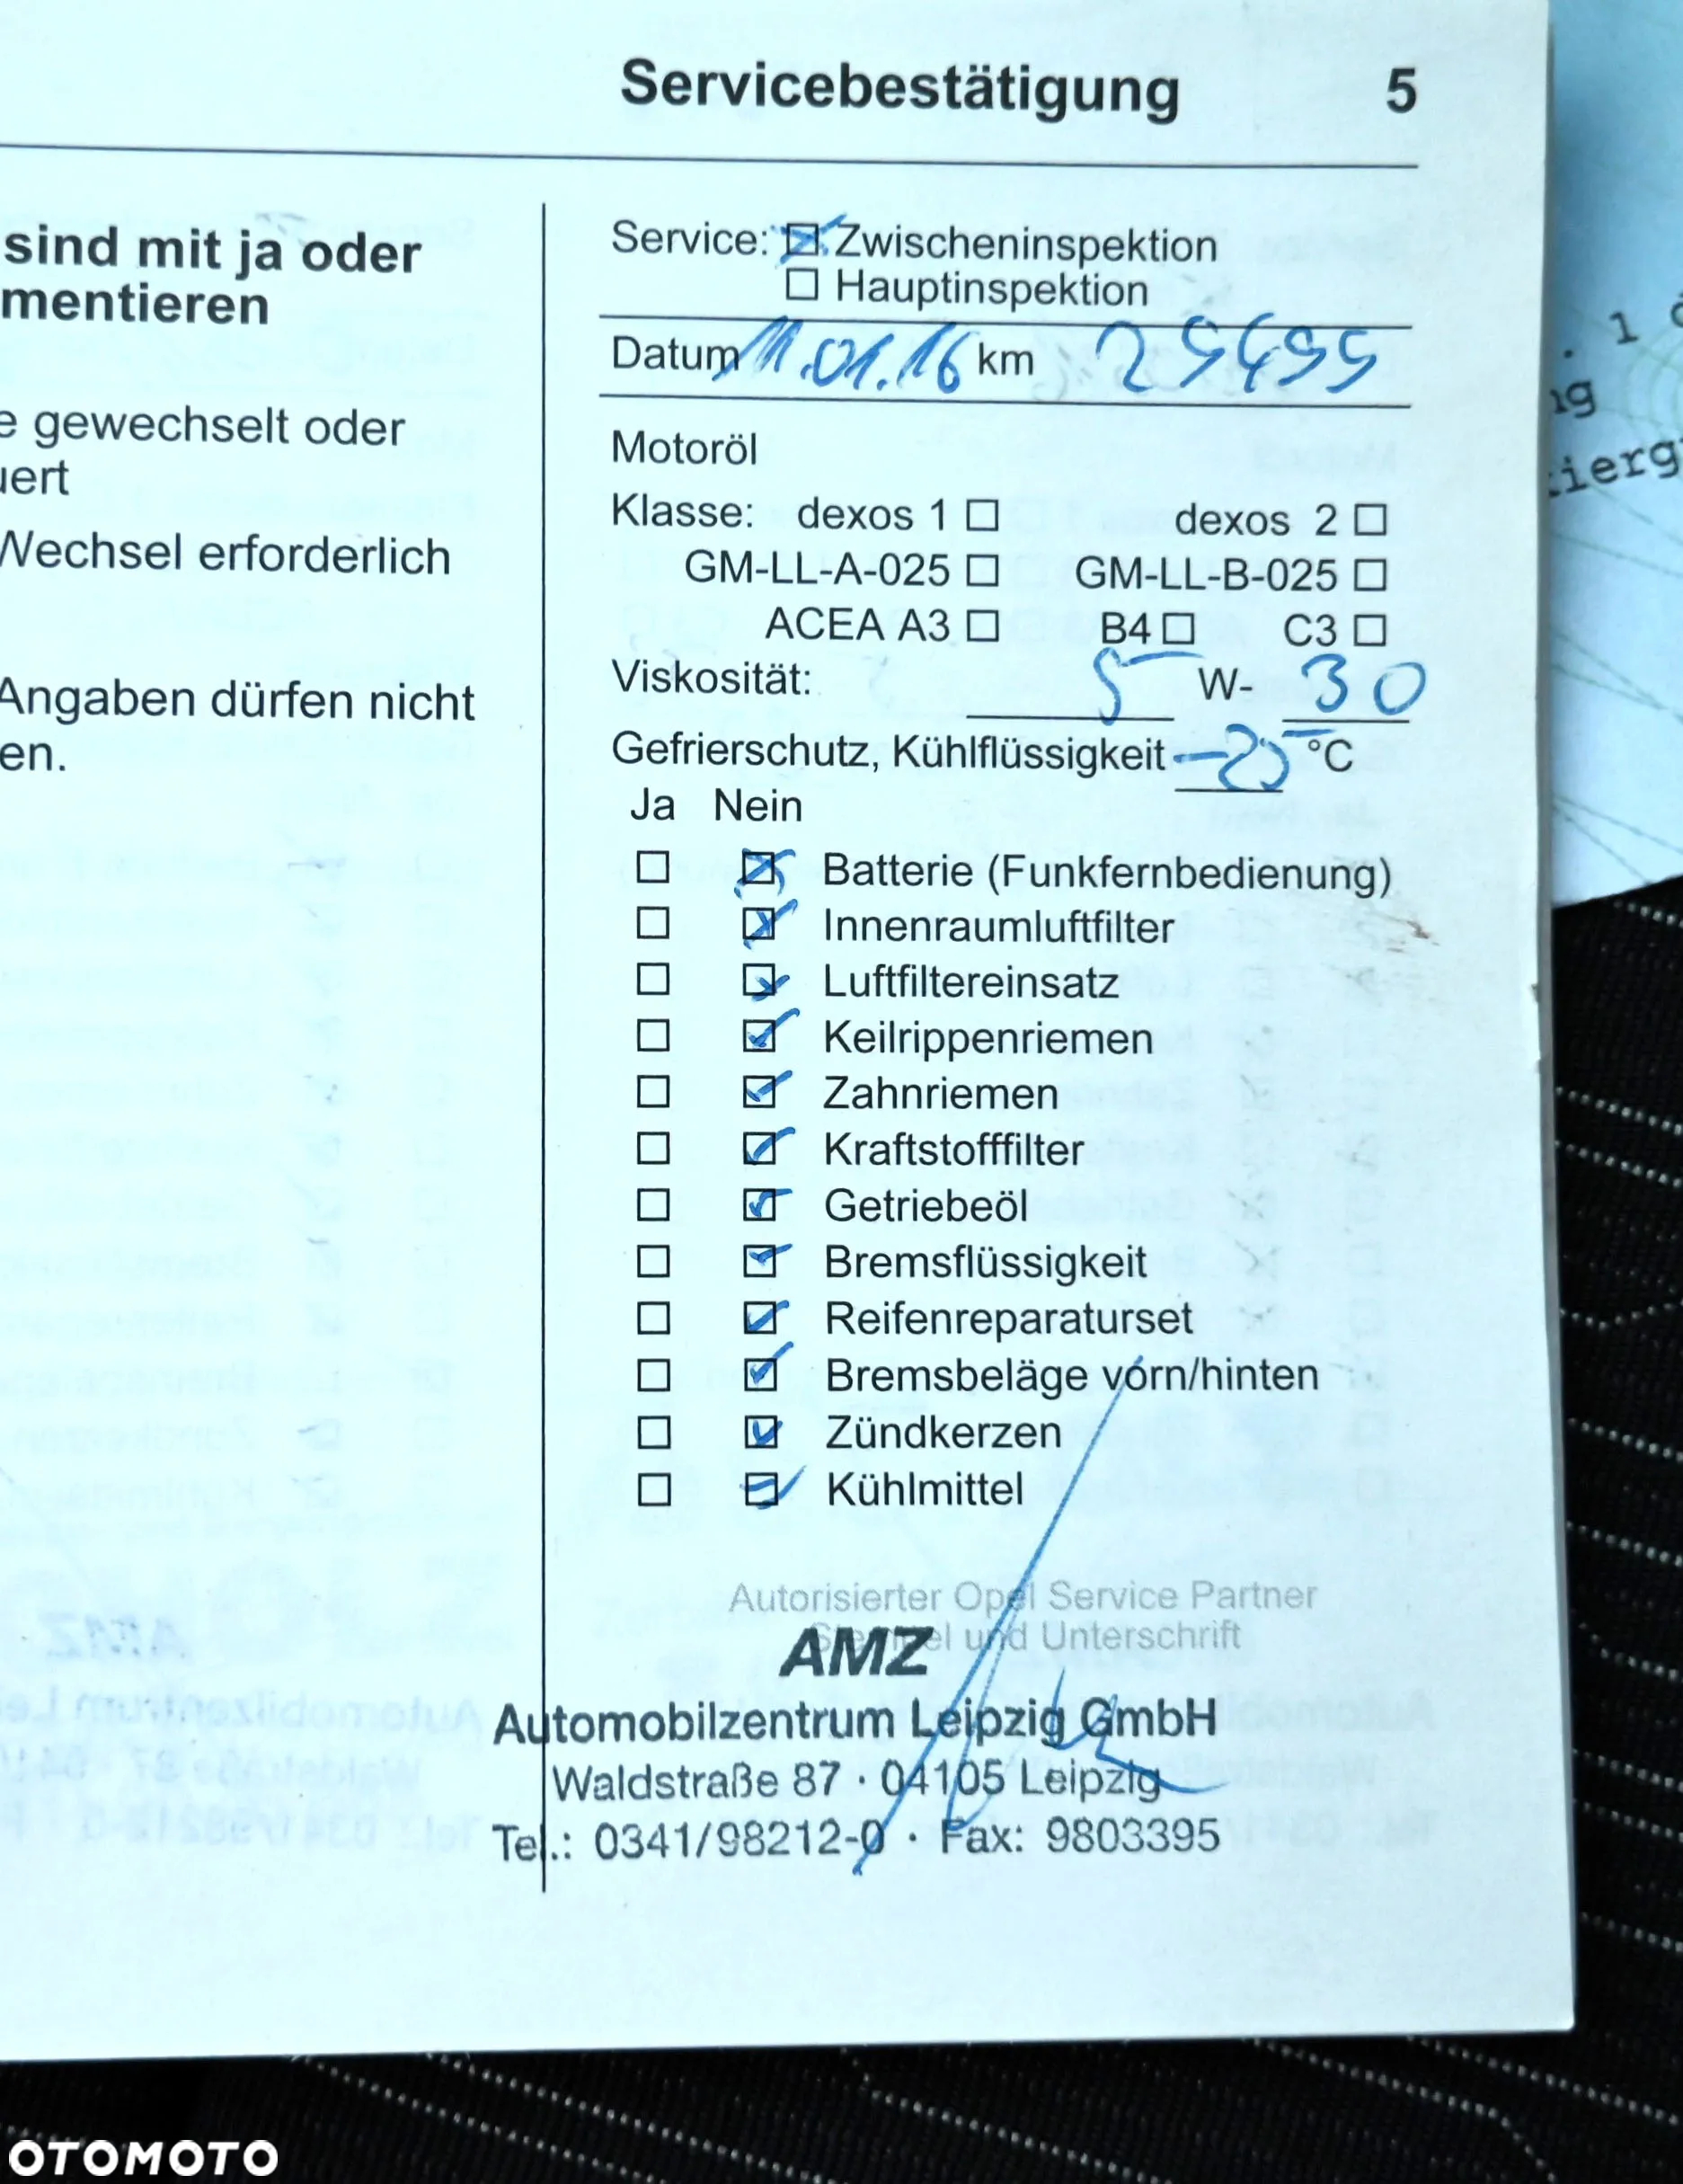 Servicebestätigung 5
sind mit ja oder
mentieren
e gewechselt oder
uert
Wechsel erforderlich
Angaben dürfen nicht
en.
Service: Zwischeninspektion
Hauptinspektion
Datum 11.01.16 km
Motoröl
Klasse: dexos 1 dexos 2
GM-LL-A-025 GM-LL-B-025
ACEA A3 B4 C3
Viskosität: 5 W- 30
Gefrierschutz, Kühlflüssigkeit -25 °C
Ja Nein
Batterie (Funkfernbedienung)
Innenraumluftfilter
Luftfiltereinsatz
Keilrippenriemen
Zahnriemen
Kraftstofffilter
Getriebeöl
Bremsflüssigkeit
Reifenreparaturset
Bremsbeläge vorn/hinten
Zündkerzen
Kühlmittel
Autorisierter Opel Service Partner
Stempel und Unterschrift
AMZ
Automobilzentrum Leipzig GmbH
Waldstraße 87 · 04105 Leipzig
Tel.: 0341/98212-0 · Fax: 9803395
. 1
ng
tierg
OTOMOTO